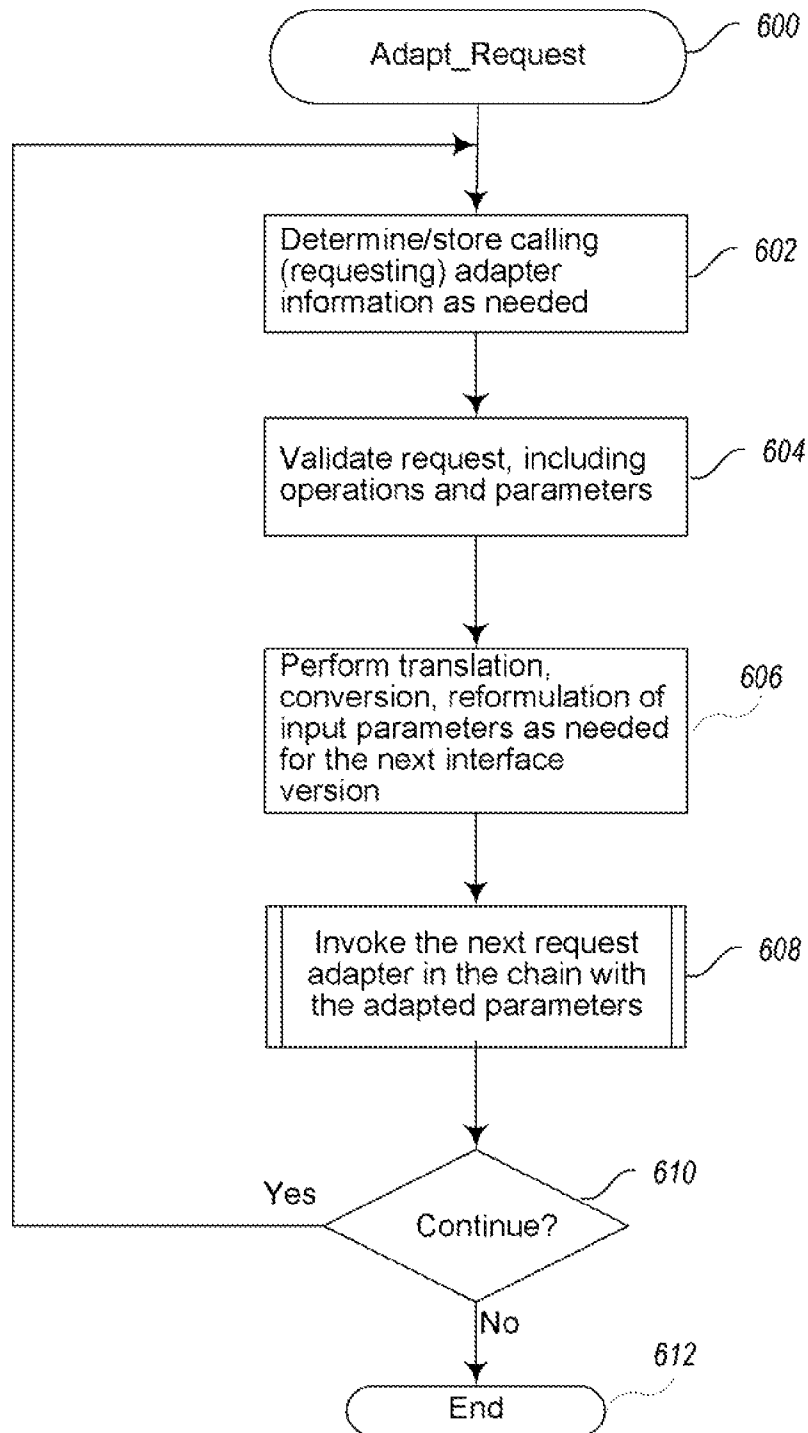 600
Adapt_Request
Determine/store calling
(requesting) adapter
information as needed
602
Validate request, including
operations and parameters
604
Perform translation,
conversion, reformulation of
input parameters as needed
for the next interface
version
606
Invoke the next request
adapter in the chain with
the adapted parameters
608
Yes
610
Continue?
No
612
End